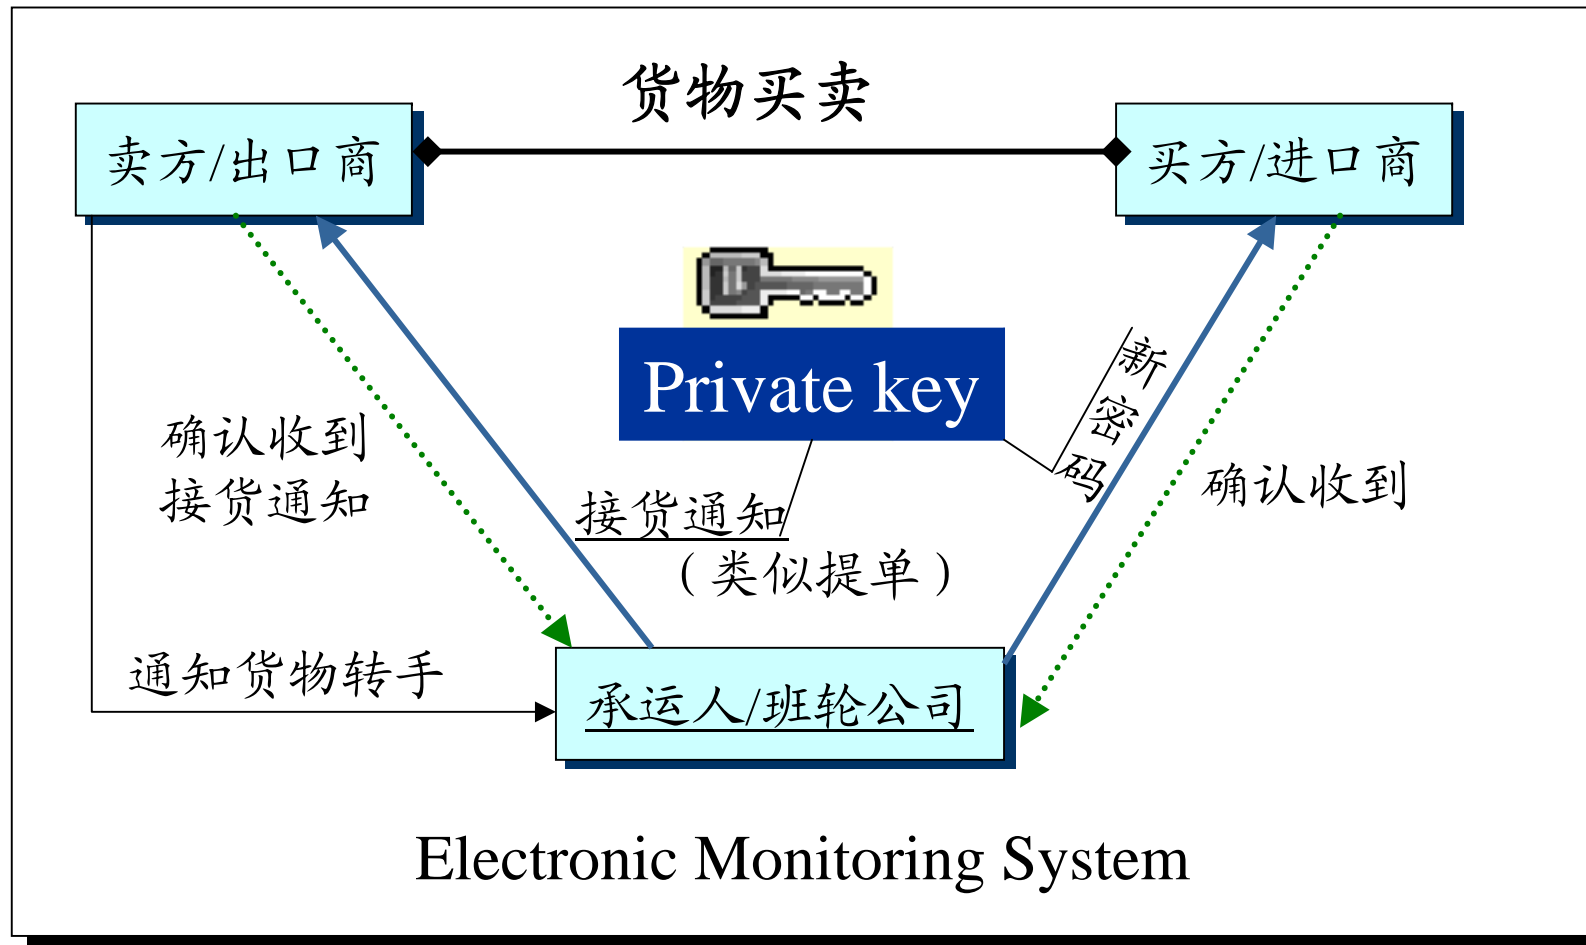 货物买卖
卖方/出口商
买方/进口商
Private key
新密码
确认收到
接货通知
接货通知
（类似提单）
确认收到
通知货物转手
承运人/班轮公司
Electronic Monitoring System